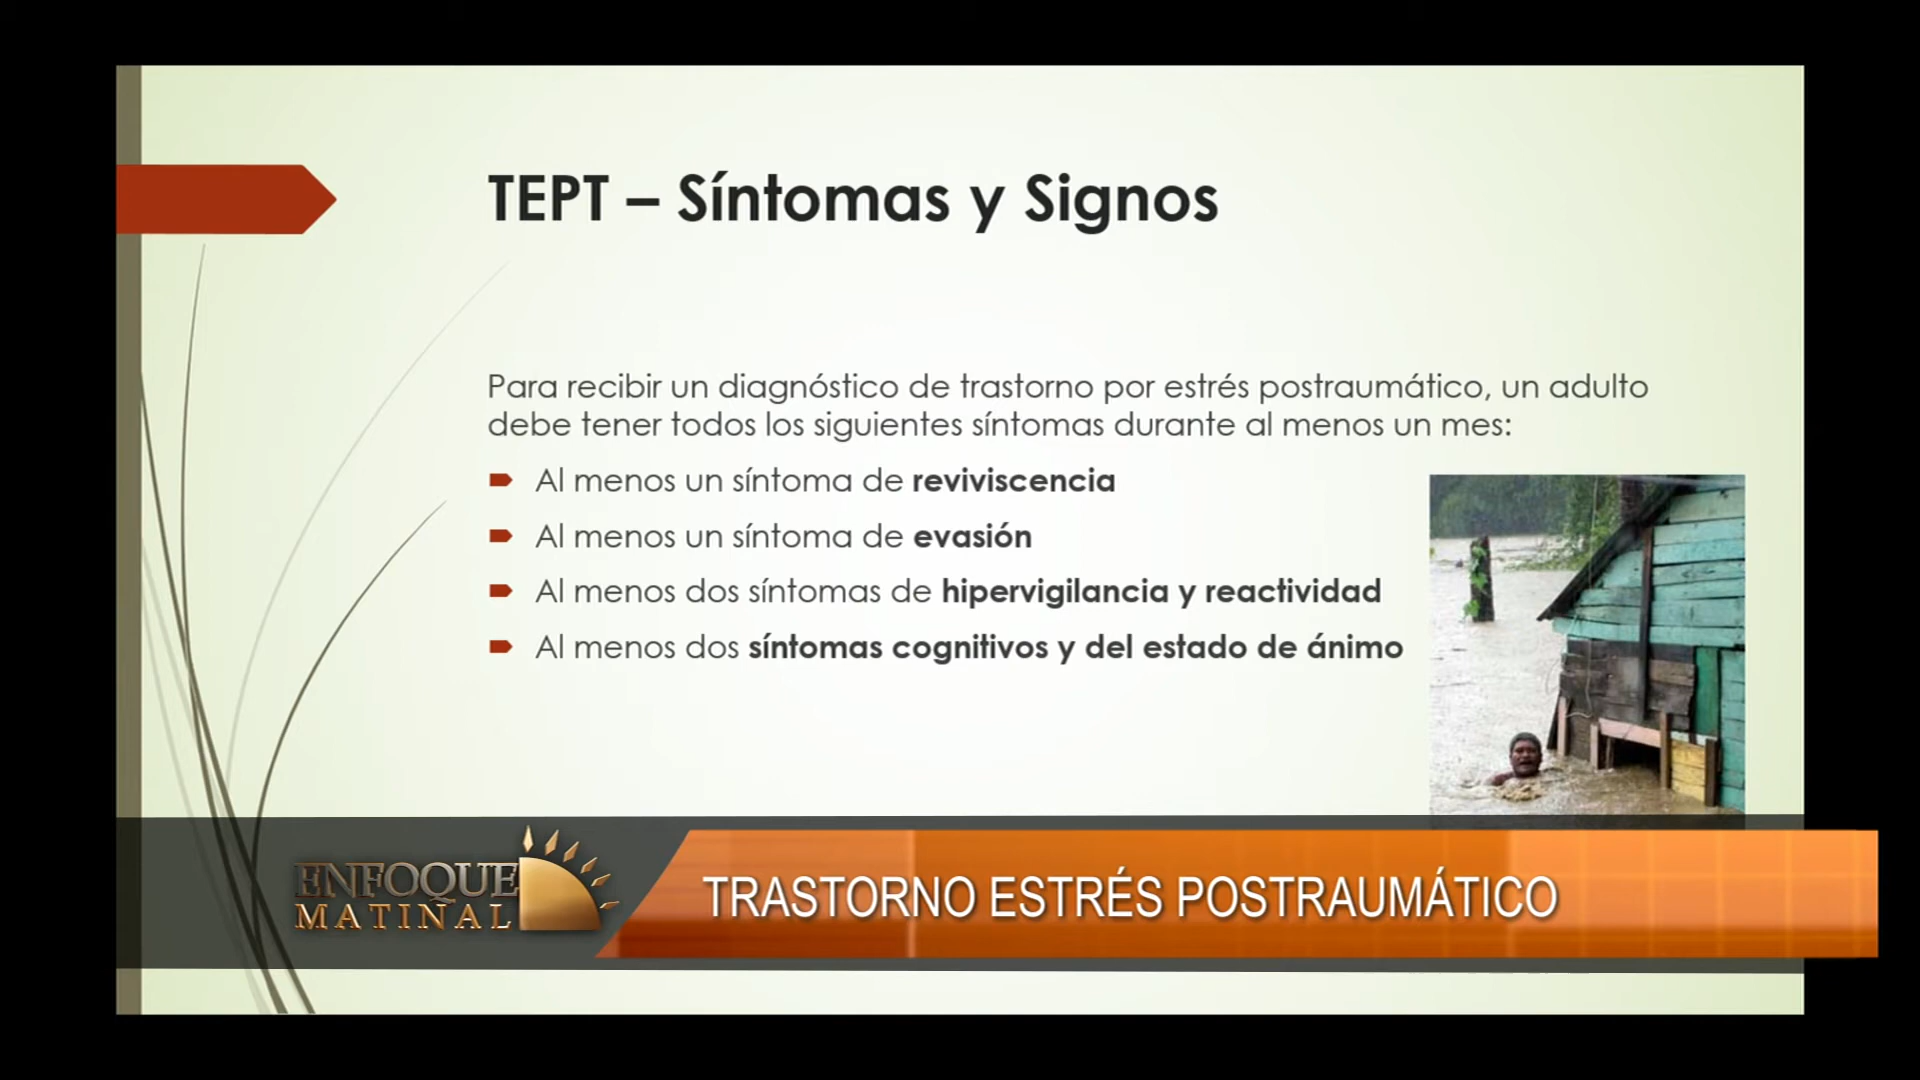 TEPT – Síntomas y Signos
Para recibir un diagnóstico de trastorno por estrés postraumático, un adulto
debe tener todos los siguientes síntomas durante al menos un mes:
Al menos un síntoma de reviviscencia
Al menos un síntoma de evasión
Al menos dos síntomas de hipervigilancia y reactividad
Al menos dos síntomas cognitivos y del estado de ánimo
ENFOQUE
MATINAL
TRASTORNO ESTRÉS POSTRAUMÁTICO